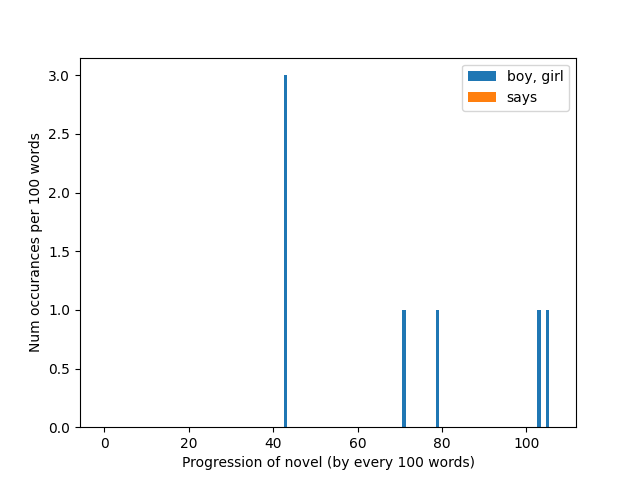 boy, girl
says
3.0
2.5
2.0
1.5
1.0
0.5
0.0
Num occurances per 100 words
0 20 40 60 80 100
Progression of novel (by every 100 words)